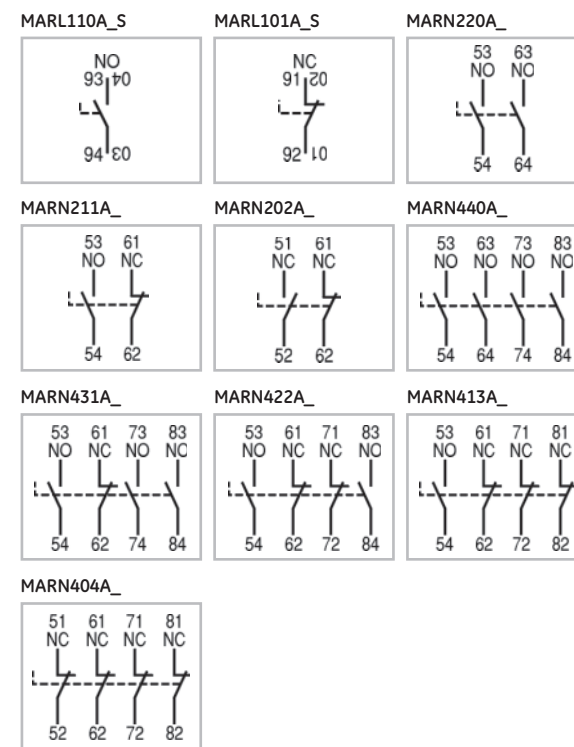 MARL110A_S MARL101A_S MARN220A_
NO NC 53 63
93 04 91 02 NO NO
94 03 92 01 54 64
MARN211A_ MARN202A_ MARN440A_
53 61 51 61 53 63 73 83
NO NC NC NC NO NO NO NO
54 62 52 62 54 64 74 84
MARN431A_ MARN422A_ MARN413A_
53 61 73 83 53 61 71 83 53 61 71 81
NO NC NO NO NO NC NC NO NO NC NC NC
54 62 74 84 54 62 72 84 54 62 72 82
MARN404A_
51 61 71 81
NC NC NC NC
52 62 72 82